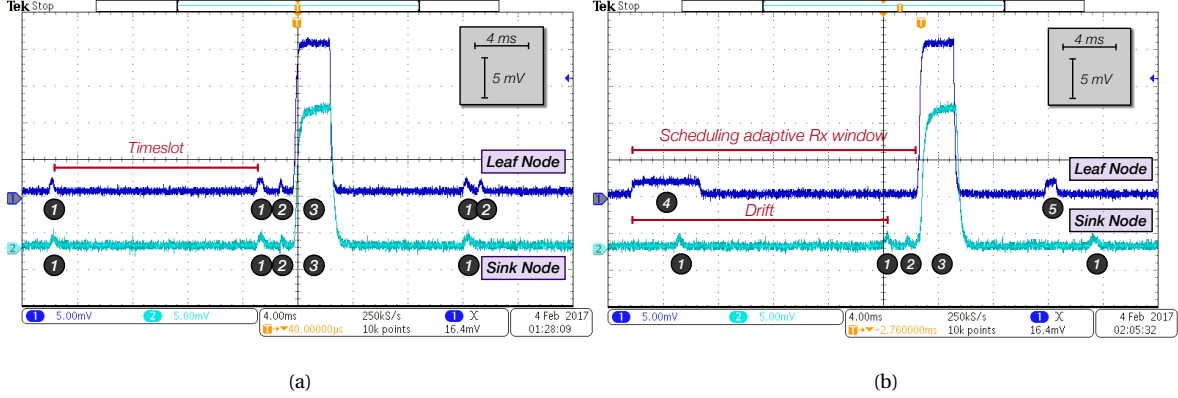 Tek Stop
T
T
4 ms
5 mV
Timeslot
Leaf Node
1
1 1 2 3 1 2
2
1 1 2 3 1
Sink Node
1 5.00mV 2 5.00mV
4.00ms 250kS/s 1 X
T→▼40.00000µs 10k points 16.4mV
4 Feb 2017
01:28:09
(a)
Tek Stop
T
T
4 ms
5 mV
Scheduling adaptive Rx window
Leaf Node
1
4 5
Drift
Sink Node
2
1 1 2 3 1
1 5.00mV 2 5.00mV
4.00ms 250kS/s 1 X
T→▼-2.760000ms 10k points 16.4mV
4 Feb 2017
02:05:32
(b)